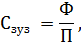 Сзуз = Ф/П,